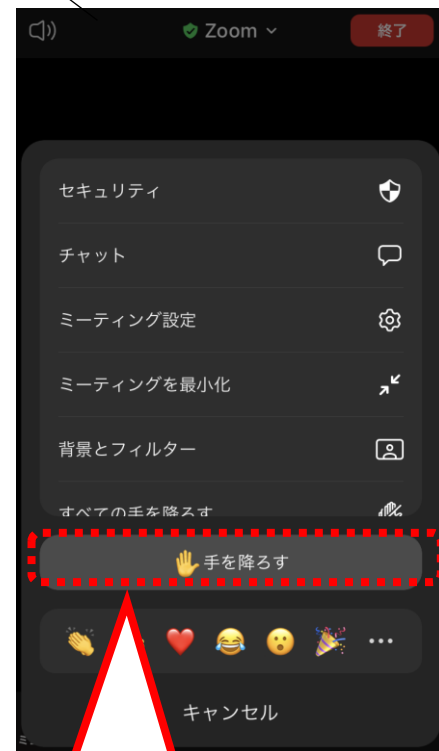 Zoom
終了
セキュリティ
チャット
ミーティング設定
ミーティングを最小化
背景とフィルター
すべての手を降ろす
手を降ろす
キャンセル